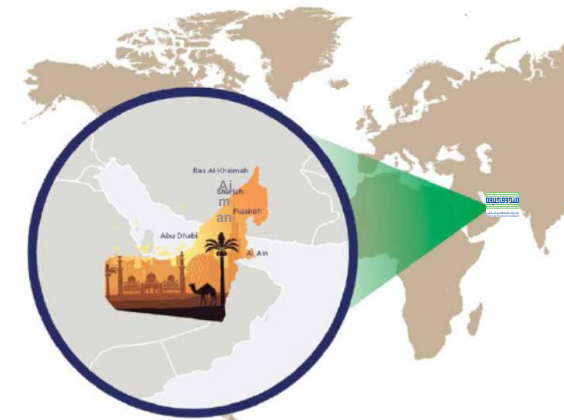 Ras Al Khaimah
Aj
Sharjah
m
Fujairah
an
Abu Dhabi
Al Ain